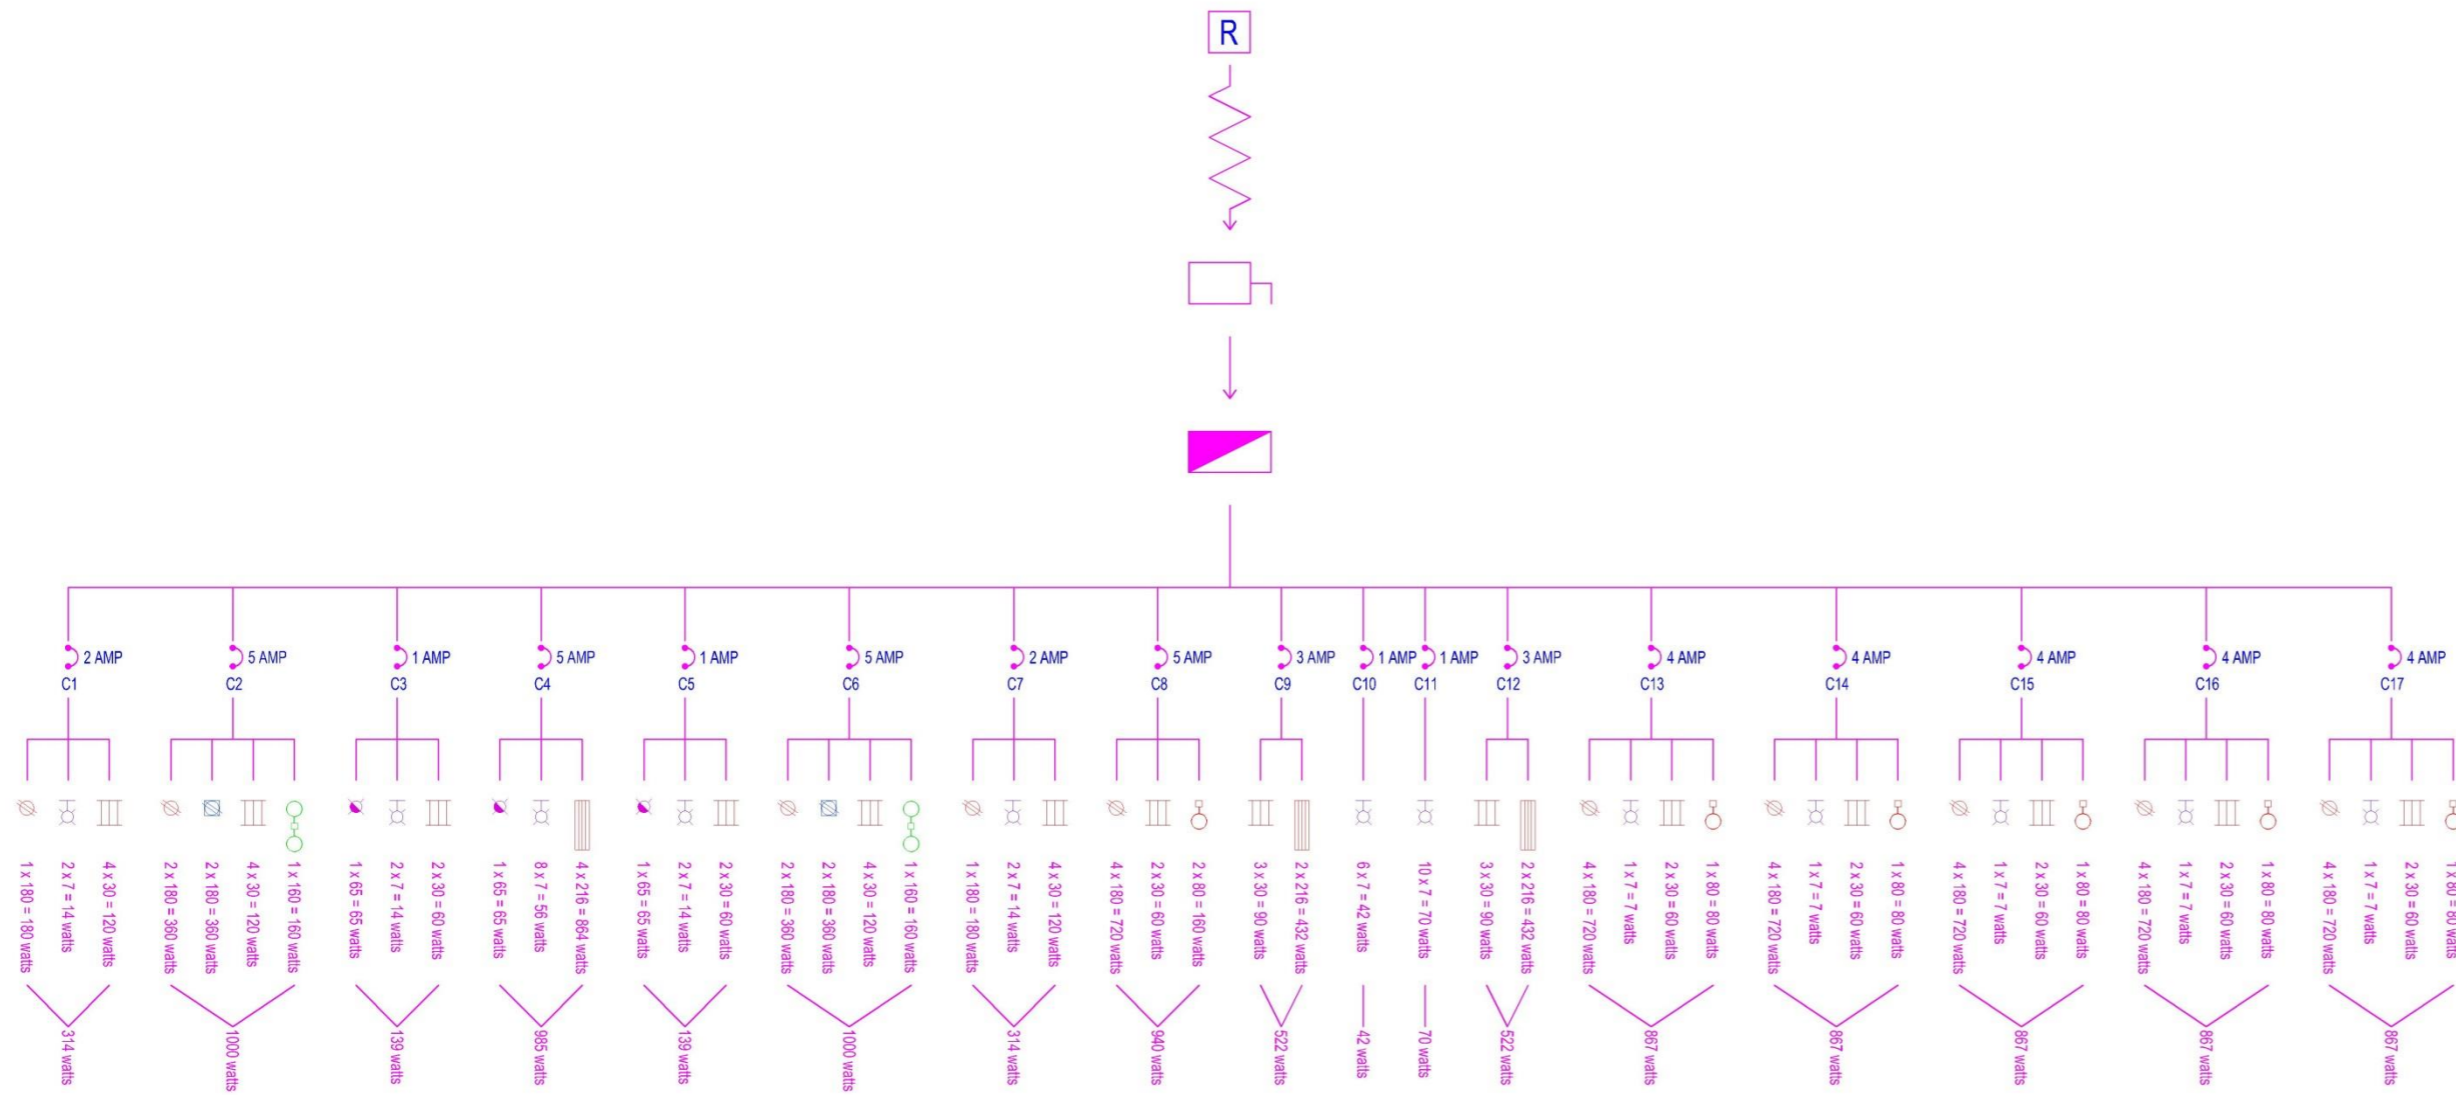 R
2 AMP
C1
5 AMP
C2
1 AMP
C3
5 AMP
C4
1 AMP
C5
5 AMP
C6
2 AMP
C7
5 AMP
C8
3 AMP
C9
1 AMP
C10
1 AMP
C11
3 AMP
C12
4 AMP
C13
4 AMP
C14
4 AMP
C15
4 AMP
C16
4 AMP
C17
1 x 180 = 180 watts
2 x 7 = 14 watts
4 x 30 = 120 watts
2 x 180 = 360 watts
2 x 180 = 360 watts
4 x 30 = 120 watts
1 x 160 = 160 watts
1 x 65 = 65 watts
2 x 7 = 14 watts
2 x 30 = 60 watts
1 x 65 = 65 watts
8 x 7 = 56 watts
4 x 216 = 864 watts
1 x 65 = 65 watts
2 x 7 = 14 watts
2 x 30 = 60 watts
2 x 180 = 360 watts
2 x 180 = 360 watts
4 x 30 = 120 watts
1 x 160 = 160 watts
1 x 180 = 180 watts
2 x 7 = 14 watts
4 x 30 = 120 watts
4 x 180 = 720 watts
2 x 30 = 60 watts
2 x 80 = 160 watts
3 x 30 = 90 watts
2 x 216 = 432 watts
6 x 7 = 42 watts
10 x 7 = 70 watts
3 x 30 = 90 watts
2 x 216 = 432 watts
4 x 180 = 720 watts
1 x 7 = 7 watts
2 x 30 = 60 watts
1 x 80 = 80 watts
4 x 180 = 720 watts
1 x 7 = 7 watts
2 x 30 = 60 watts
1 x 80 = 80 watts
4 x 180 = 720 watts
1 x 7 = 7 watts
2 x 30 = 60 watts
1 x 80 = 80 watts
4 x 180 = 720 watts
1 x 7 = 7 watts
2 x 30 = 60 watts
1 x 80 = 80 watts
4 x 180 = 720 watts
1 x 7 = 7 watts
2 x 30 = 60 watts
1 x 80 = 80 watts
314 watts
1000 watts
139 watts
985 watts
139 watts
1000 watts
314 watts
940 watts
522 watts
42 watts
70 watts
522 watts
867 watts
867 watts
867 watts
867 watts
867 watts